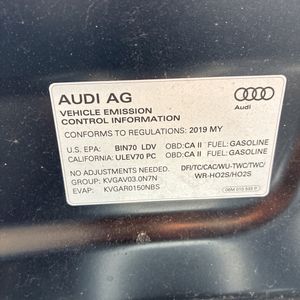 AUDI AG
Audi
VEHICLE EMISSION
CONTROL INFORMATION
CONFORMS TO REGULATIONS: 2019 MY
U.S. EPA: BIN70 LDV OBD:CA II FUEL: GASOLINE
CALIFORNIA: ULEV70 PC OBD:CA II FUEL: GASOLINE
NO ADJUSTMENTS NEEDED.
GROUP: KVGAV03.0N7N
EVAP: KVGAR0150NBS
DFI/TC/CAC/WU-TWC/TWC/
WR-HO2S/HO2S